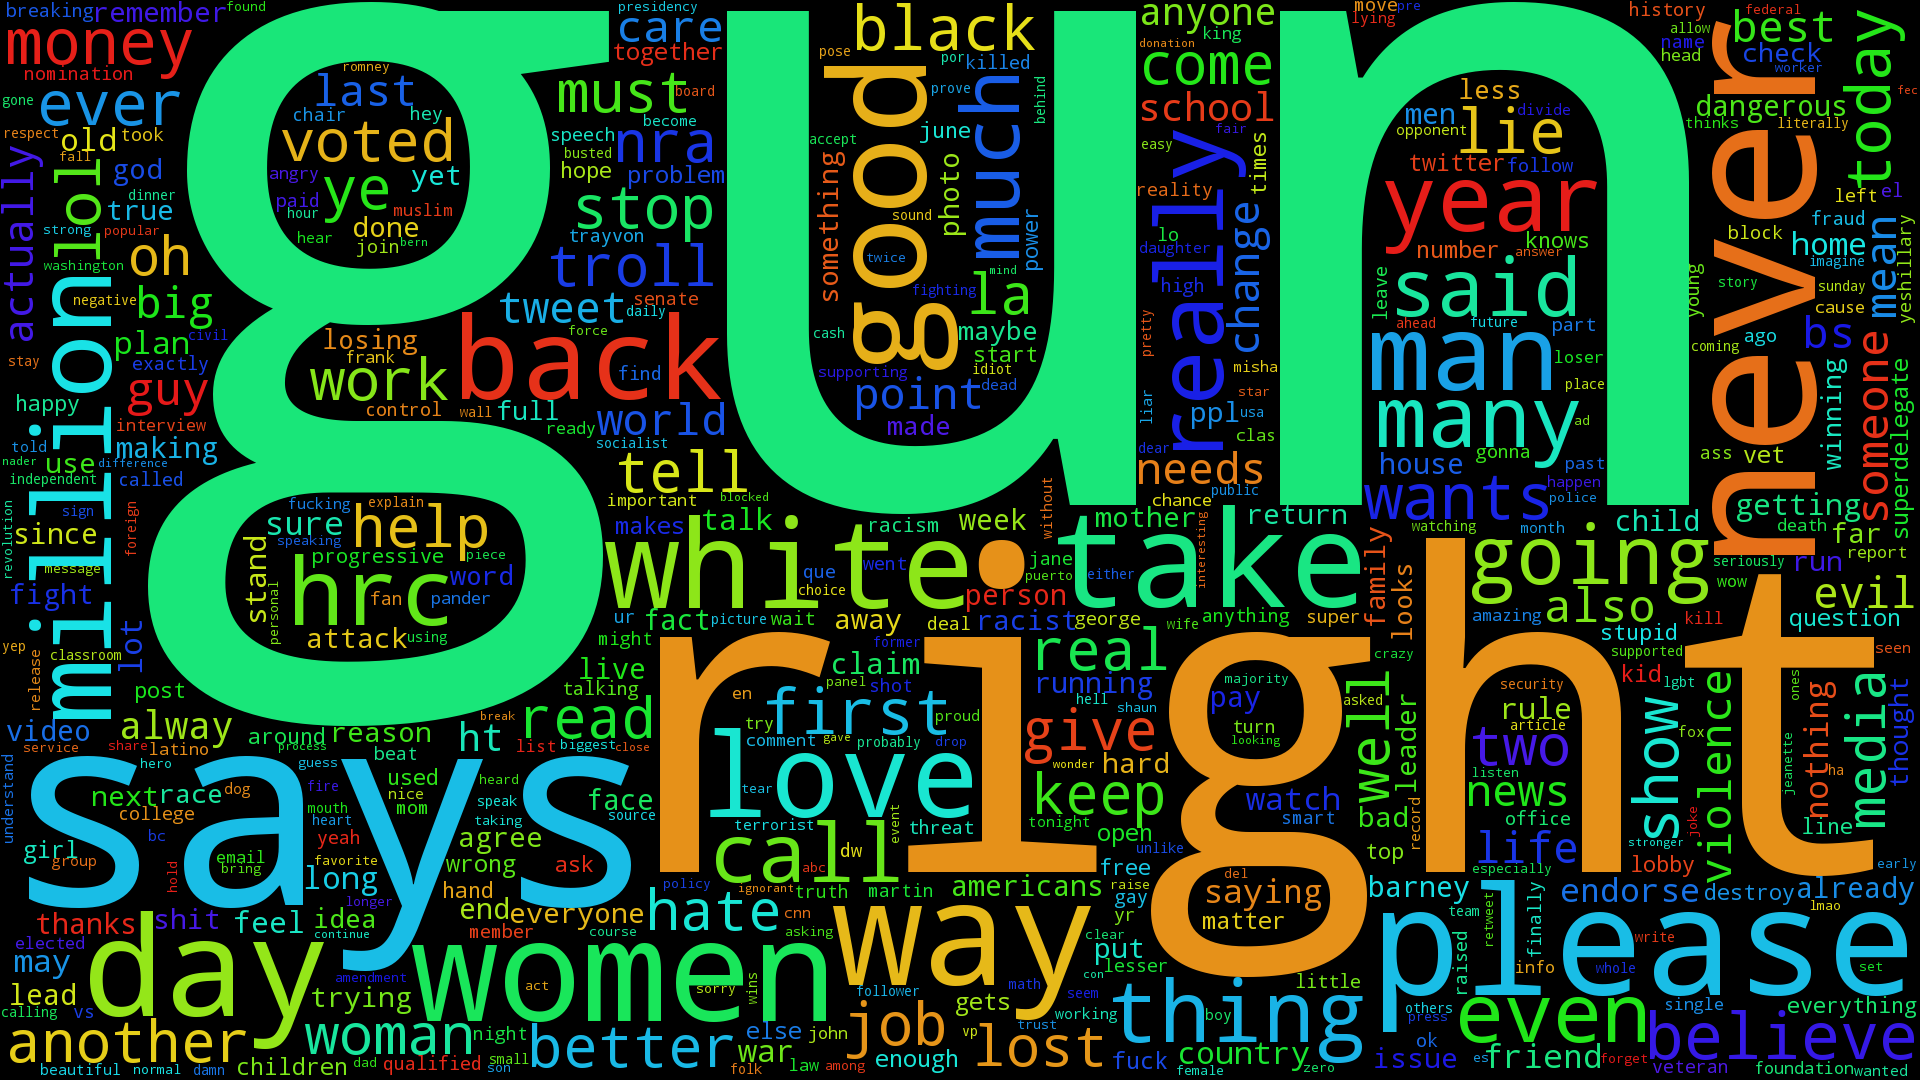 gun
right
says
white
take
never
million
women
day
way
please
love
back
good
really
much
black
year
said
man
many
wants
going
thing
even
believe
another
woman
better
job
lost
call
first
hate
read
give
keep
real
hrc
help
work
voted
ye
last
stop
troll
nra
must
tweet
world
tell
money
ever
lol
oh
big
guy
plan
actually
come
school
anyone
care
together
needs
change
lie
today
best
dangerous
someone
mean
bs
home
getting
also
evil
family
looks
show
violence
media
nothing
two
news
life
well
leader
endorse
already
destroy
barney
lobby
everyone
americans
saying
matter
watch
pay
running
racist
person
racism
week
mother
return
child
house
number
twitter
follow
men
less
opponent
divide
knows
answer
point
made
supporting
something
photo
la
maybe
start
idiot
dead
power
june
killed
remember
breaking
found
nomination
gone
respect
old
took
god
true
dinner
strong
popular
washington
negative
civil
stay
exactly
happy
interview
making
told
nader
difference
use
independent
called
since
sign
revolution
foreign
message
fight
lot
yep
classroom
release
post
video
alway
service
share
latino
around
reason
process
hero
guess
beat
ht
list
break
biggest
close
next
race
dog
fire
used
nice
mom
heard
speak
taking
face
source
college
mouth
heart
yeah
bc
girl
group
email
bring
favorite
long
longer
hold
understand
agree
wrong
ask
hand
end
member
thanks
shit
feel
idea
continue
elected
may
lead
calling
vs
trying
amendment
night
children
dad
qualified
small
son
beautiful
normal
damn
act
sorry
wins
else
john
war
folk
law
among
enough
follower
gets
vp
math
seem
trust
working
con
lesser
put
clear
yr
gay
raise
free
unlike
open
tonight
hard
bad
top
record
asked
crazy
security
rule
article
listen
office
especially
kid
stupid
supported
lgbt
kill
question
amazing
wow
seriously
run
report
far
death
vet
ass
winning
superdelegate
yeshillary
cause
sunday
imagine
block
fraud
left
el
story
ago
coming
young
history
federal
allow
name
head
check
worker
thinks
literally
fec
move
pre
lying
king
donation
easy
fair
times
reality
lo
daughter
high
pretty
misha
star
ppl
usa
clas
liar
dear
chance
public
leave
ahead
future
part
loser
place
ad
gonna
past
happen
police
watching
month
presidency
board
become
speech
busted
hope
problem
trayvon
senate
daily
force
find
full
ready
socialist
wall
control
losing
frank
romney
chair
hey
angry
yet
paid
hour
muslim
done
hear
join
bern
pose
por
prove
behind
accept
sound
twice
mind
fighting
cash
important
blocked
makes
talk
without
interesting
jane
puerto
either
que
choice
went
fucking
explain
sure
speaking
progressive
piece
stand
word
fan
pander
personal
attack
using
ur
fact
picture
wait
away
deal
george
wife
anything
super
might
live
talking
former
claim
panel
shot
en
try
comment
gave
probably
proud
drop
hell
shaun
wonder
majority
turn
looking
smart
tear
terrorist
threat
event
dw
abc
policy
ignorant
truth
martin
cnn
asking
course
del
little
boy
country
female
zero
fuck
issue
ok
es
friend
forget
veteran
foundation
wanted
everything
single
press
others
raised
info
team
retweet
finally
write
whole
set
lmao
early
line
ha
jeanette
ones
fox
joke
stronger
seen
thought